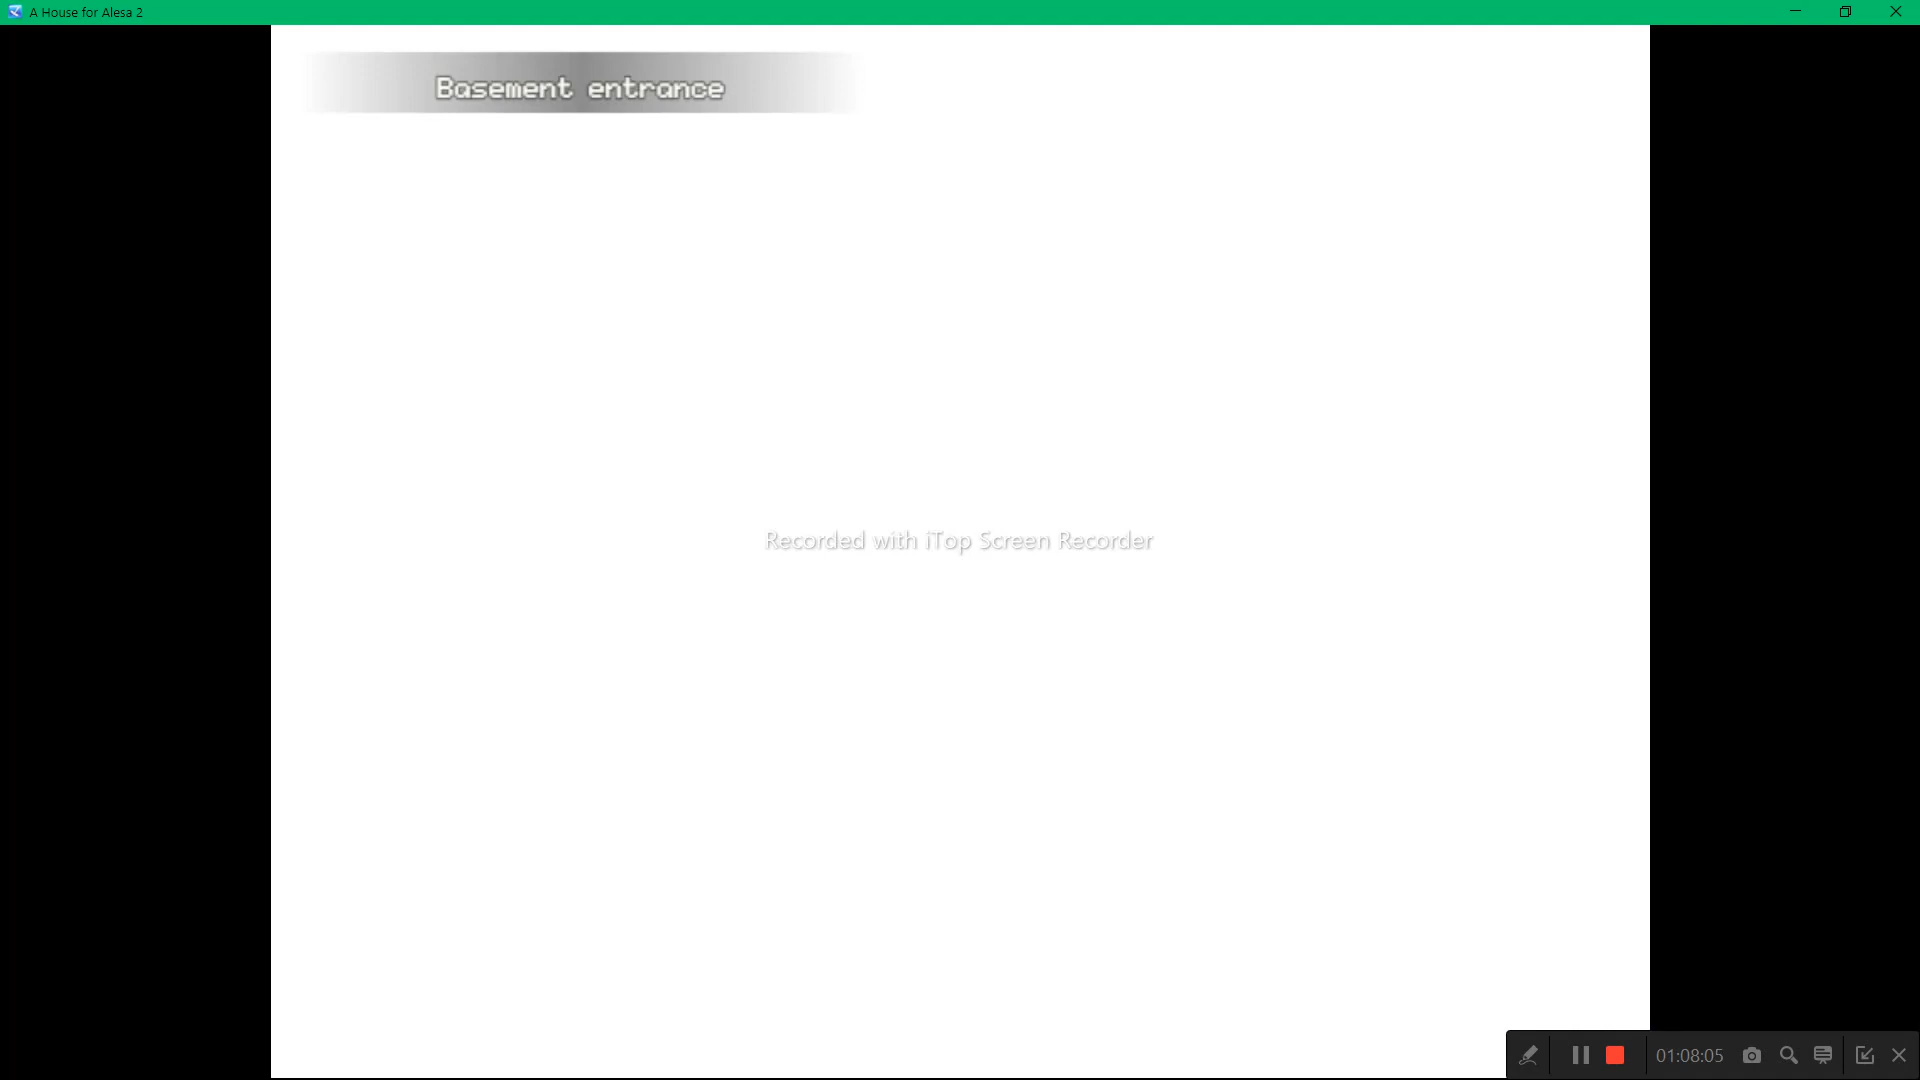 A House for Alesa 2
Basement entrance
Recorded with iTop Screen Recorder
01:08:05